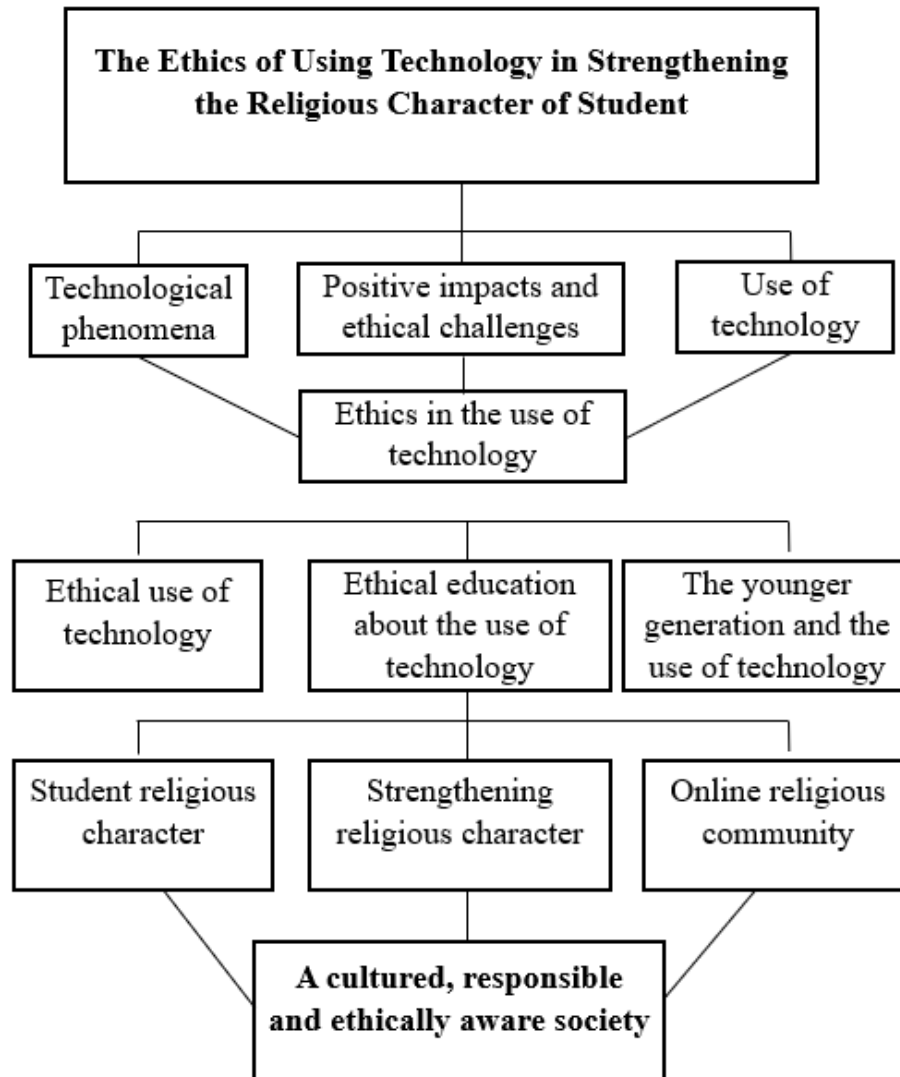 The Ethics of Using Technology in Strengthening
the Religious Character of Student
Technological
phenomena
Positive impacts and
ethical challenges
Use of
technology
Ethics in the use of
technology
Ethical use of
technology
Ethical education
about the use of
technology
The younger
generation and the
use of technology
Student religious
character
Strengthening
religious character
Online religious
community
A cultured, responsible
and ethically aware society